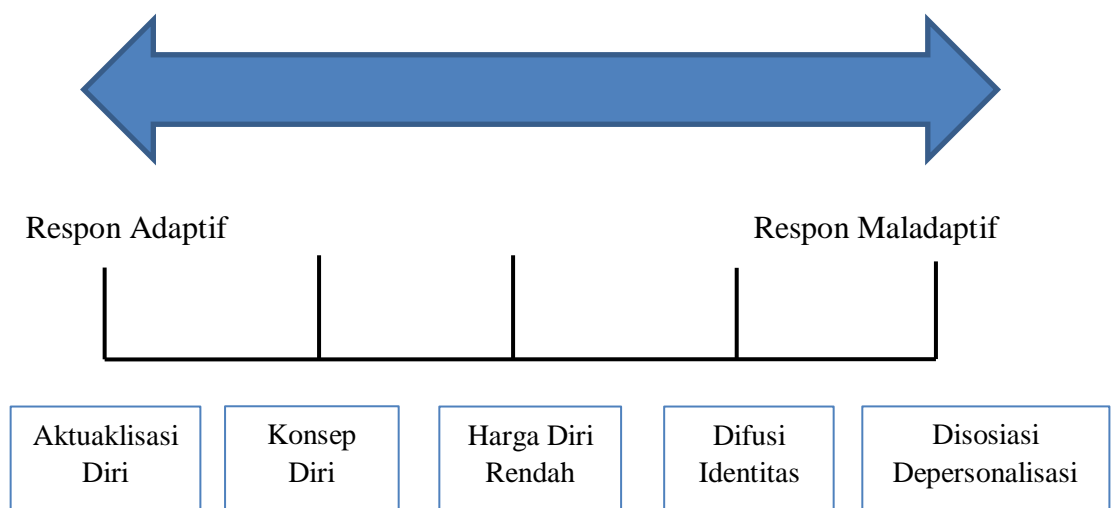 Respon Adaptif
Respon Maladaptif
Aktuaklisasi
Diri
Konsep
Diri
Harga Diri
Rendah
Difusi
Identitas
Disosiasi
Depersonalisasi